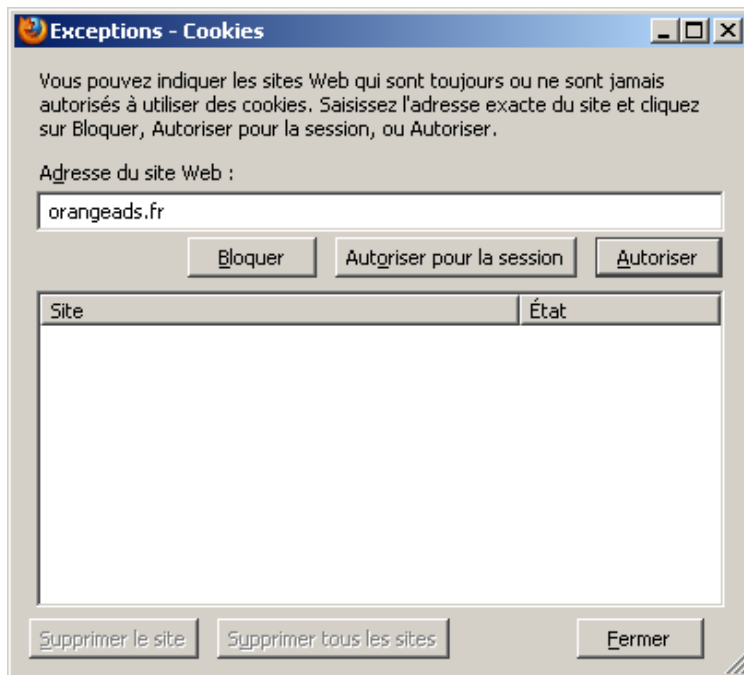 Exceptions - Cookies
Vous pouvez indiquer les sites Web qui sont toujours ou ne sont jamais
autorisés à utiliser des cookies. Saisissez l'adresse exacte du site et cliquez
sur Bloquer, Autoriser pour la session, ou Autoriser.
Adresse du site Web :
orangeads.fr
Bloquer Autoriser pour la session Autoriser
Site État
Supprimer le site Supprimer tous les sites Fermer